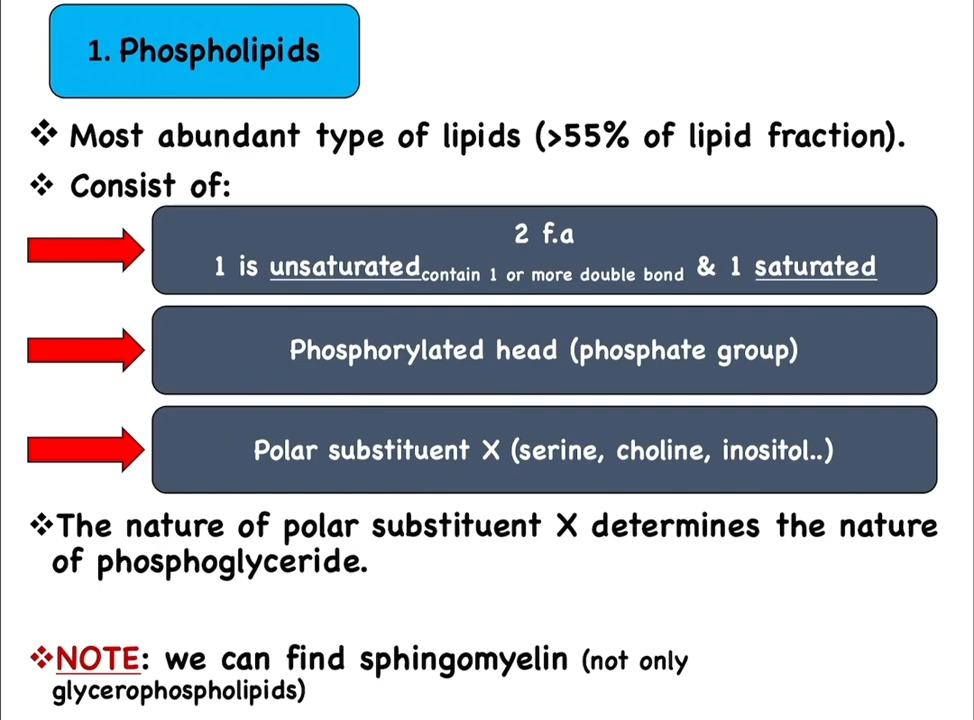 1. Phospholipids
❖ Most abundant type of lipids (>55% of lipid fraction).
❖ Consist of:
2 f.a
1 is unsaturated contain 1 or more double bond & 1 saturated
Phosphorylated head (phosphate group)
Polar substituent X (serine, choline, inositol..)
❖The nature of polar substituent X determines the nature
of phosphoglyceride.
❖NOTE: we can find sphingomyelin (not only
glycerophospholipids)